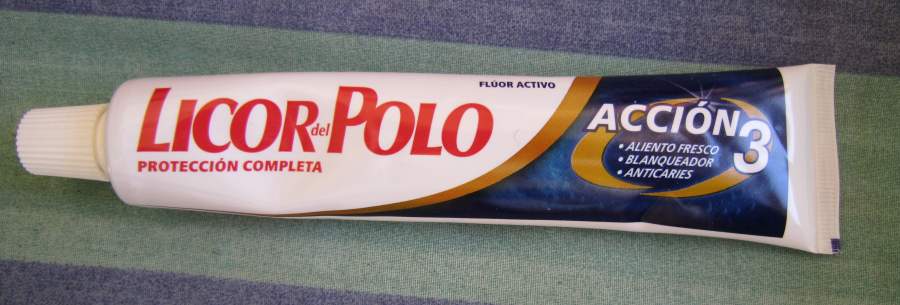 FLÚOR ACTIVO
LICOR del POLO
PROTECCIÓN COMPLETA
ACCIÓN 3
• ALIENTO FRESCO
• BLANQUEADOR
• ANTICARIES